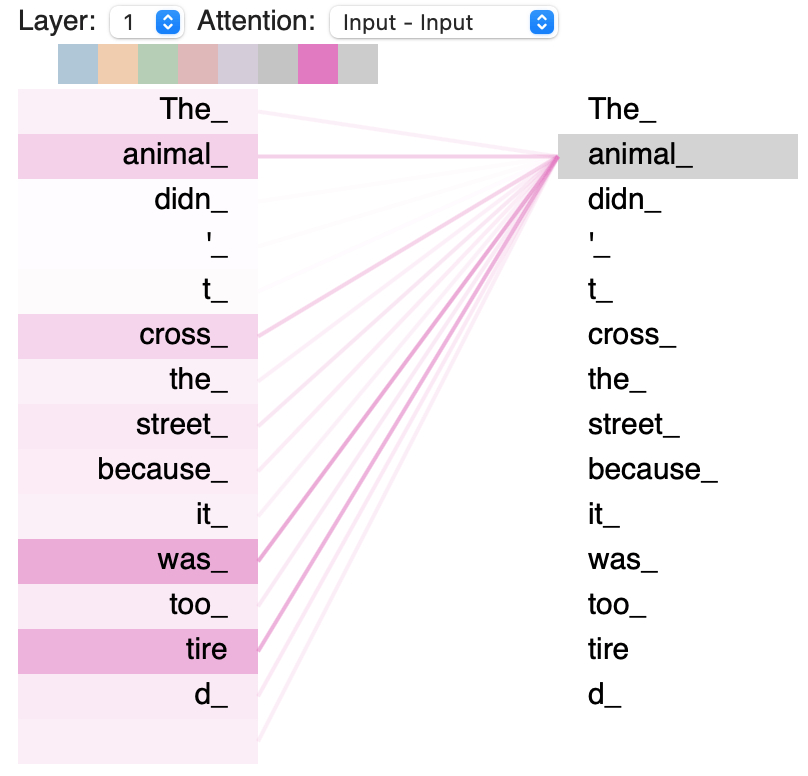 Layer: 1 Attention: Input - Input
The_ The_
animal_ animal_
didn_ didn_
'_ '_
t_ t_
cross_ cross_
the_ the_
street_ street_
because_ because_
it_ it_
was_ was_
too_ too_
tire tire
d_ d_